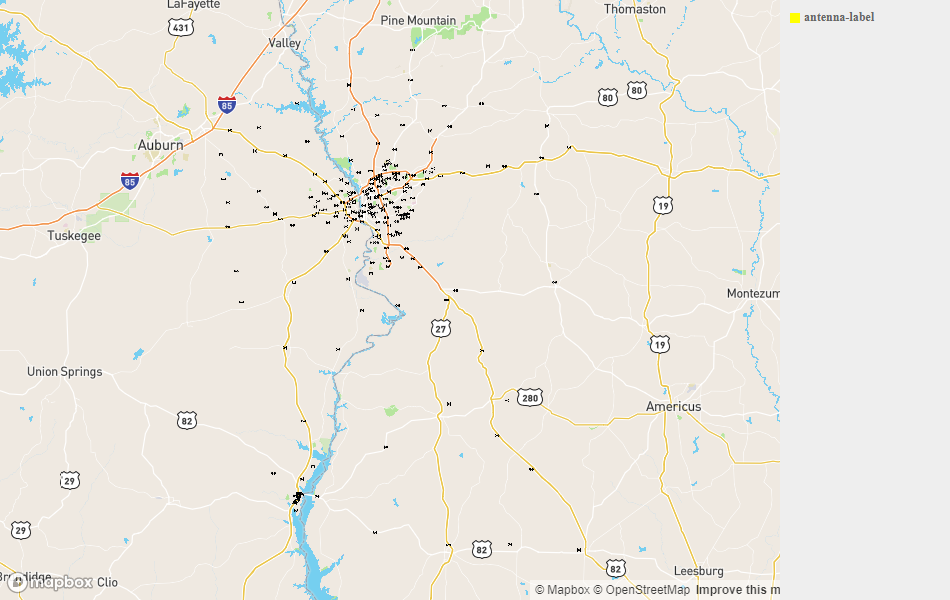 LaFayette
Thomaston
Pine Mountain
431
Valley
80
80
85
Auburn
85
19
Tuskegee
Montezum
27
19
Union Springs
280
Americus
82
29
29
82
82
Leesburg
Clio
mapbox
© Mapbox © OpenStreetMap Improve this m
antenna-label